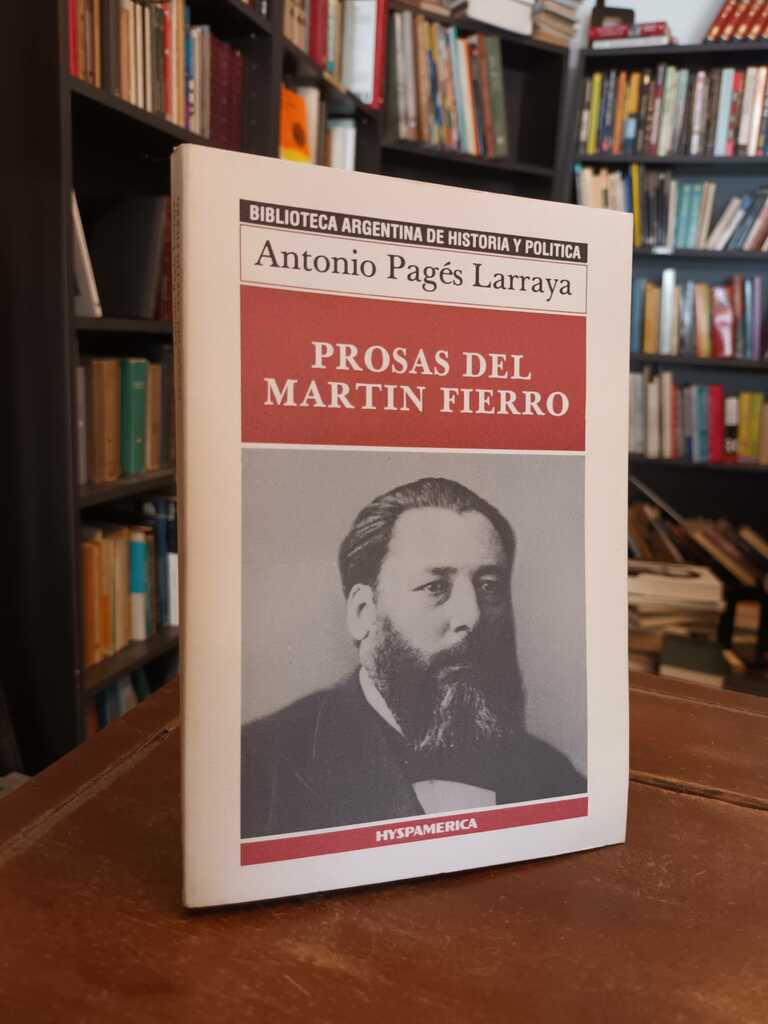 BIBLIOTECA ARGENTINA DE HISTORIA Y POLITICA
Antonio Pagés Larraya
PROSAS DEL
MARTIN FIERRO
HYSPAMERICA